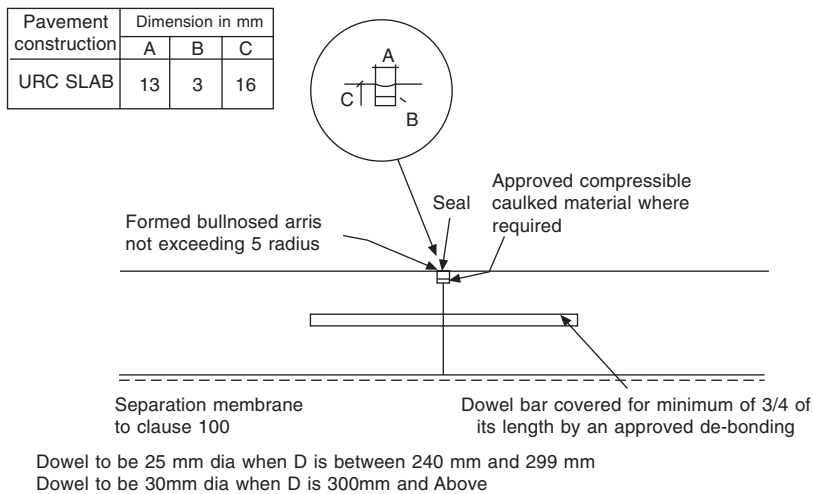 Pavement construction
Dimension in mm
A B C
URC SLAB 13 3 16
A
C
B
Approved compressible
caulked material where
required
Seal
Formed bullnosed arris
not exceeding 5 radius
Separation membrane
to clause 100
Dowel bar covered for minimum of 3/4 of
its length by an approved de-bonding
Dowel to be 25 mm dia when D is between 240 mm and 299 mm
Dowel to be 30mm dia when D is 300mm and Above